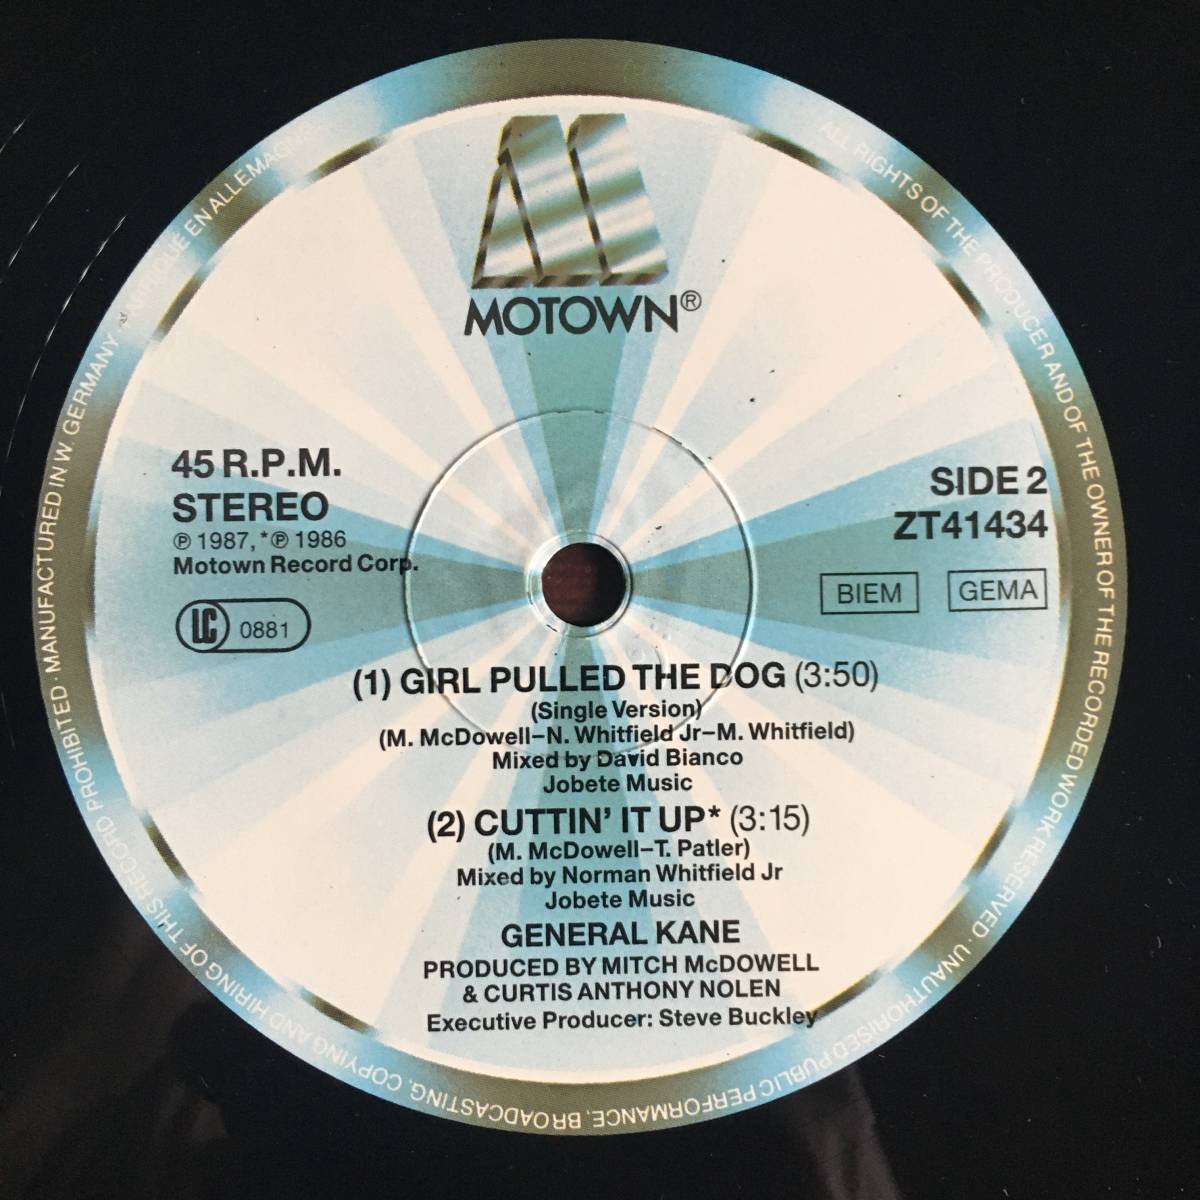 MOTOWN®
45 R.P.M.
STEREO
℗ 1987, *℗ 1986
Motown Record Corp.
LC 0881
SIDE 2
ZT41434
BIEM GEMA
(1) GIRL PULLED THE DOG (3:50)
(Single Version)
(M. McDowell–N. Whitfield Jr–M. Whitfield)
Mixed by David Bianco
Jobete Music
(2) CUTTIN' IT UP* (3:15)
(M. McDowell–T. Patler)
Mixed by Norman Whitfield Jr
Jobete Music
GENERAL KANE
PRODUCED BY MITCH McDOWELL
& CURTIS ANTHONY NOLEN
Executive Producer: Steve Buckley
ALL RIGHTS OF THE PRODUCER AND OF THE OWNER OF THE RECORDED WORK RESERVED · UNAUTHORISED PUBLIC PERFORMANCE, BROADCASTING, COPYING AND HIRING OF THIS RECORD PROHIBITED · MANUFACTURED IN W. GERMANY EN ALLEMAGNE